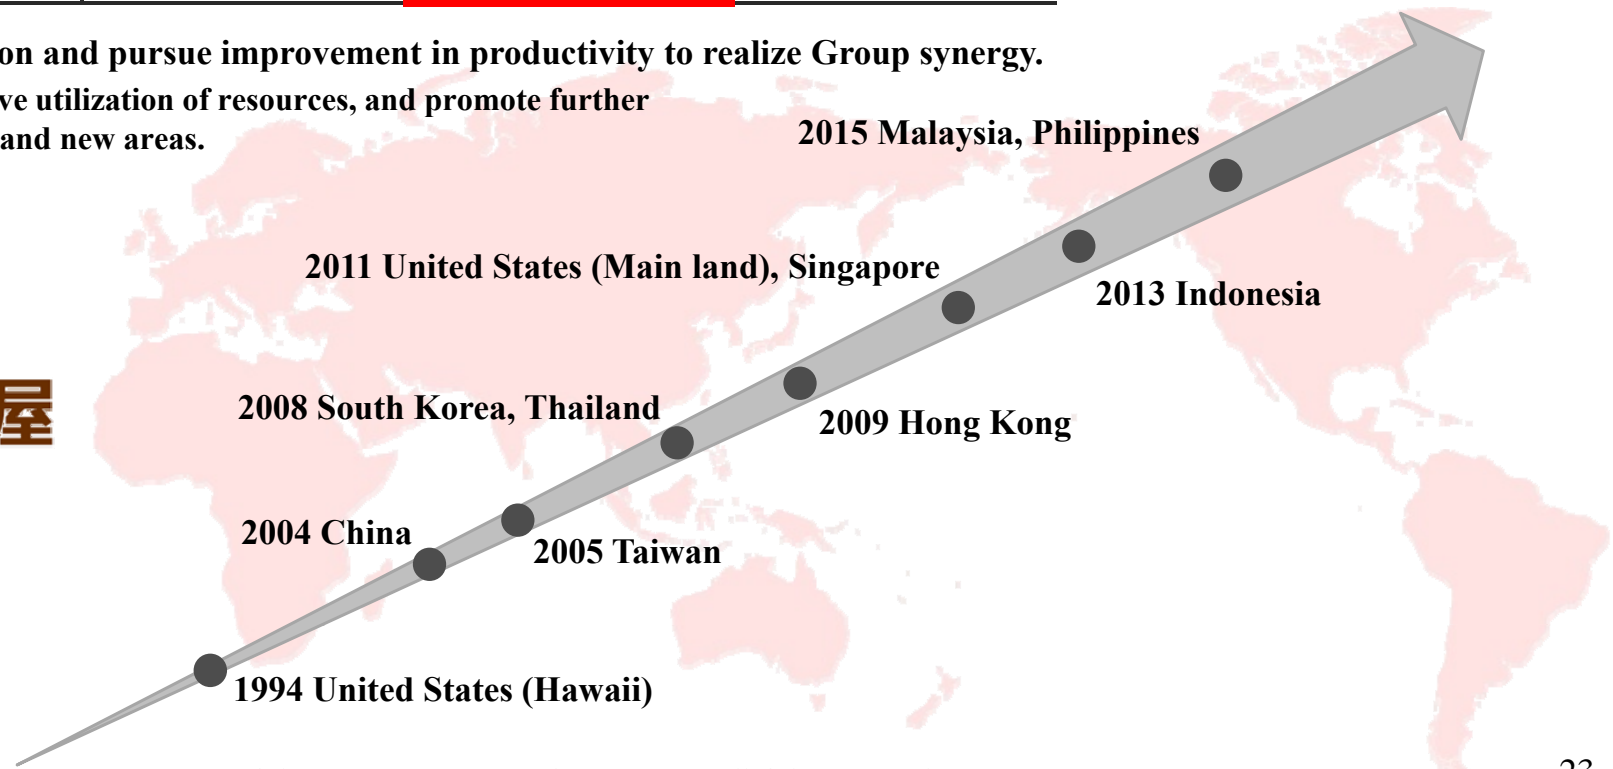 on and pursue improvement in productivity to realize Group synergy.
ve utilization of resources, and promote further
and new areas.
2015 Malaysia, Philippines
2011 United States (Main land), Singapore
2013 Indonesia
屋
2008 South Korea, Thailand
2009 Hong Kong
2004 China
2005 Taiwan
1994 United States (Hawaii)
23